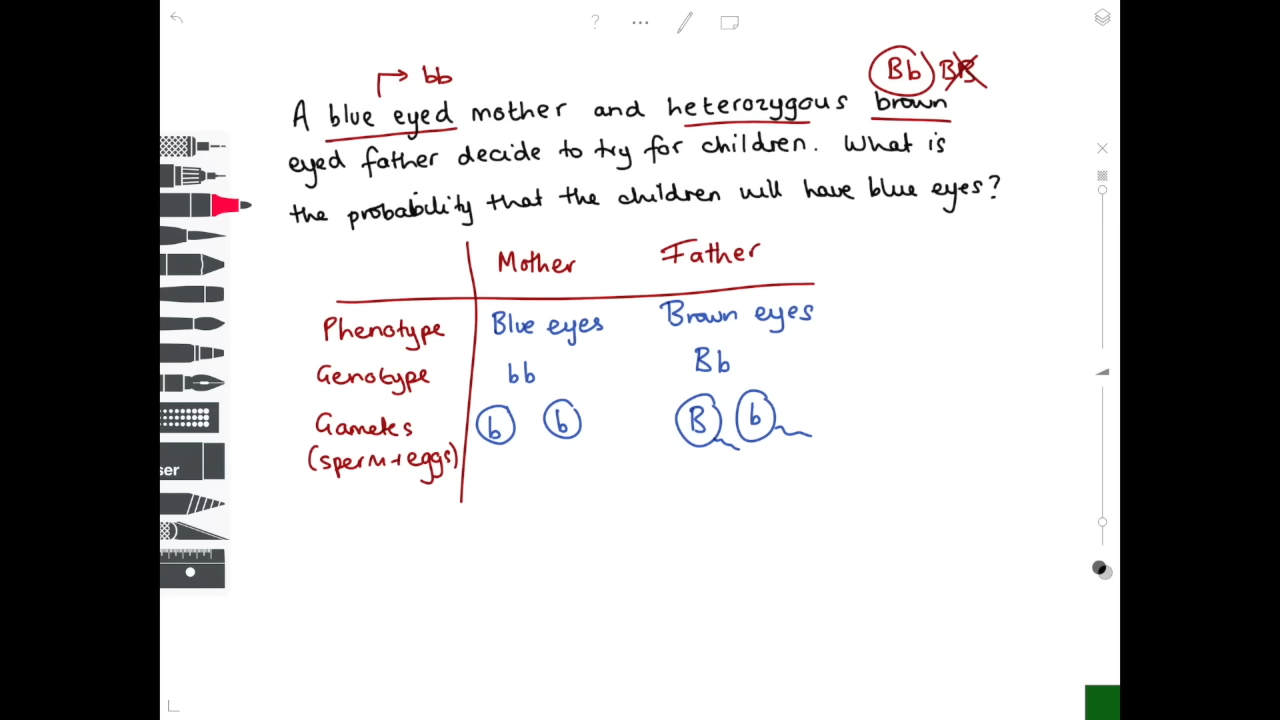 ?
bb
Bb BB
A blue eyed mother and heterozygous brown
eyed father decide to try for children. What is
the probability that the children will have blue eyes?
Mother Father
Phenotype Blue eyes Brown eyes
Genotype bb Bb
Gametes b b B b
(sperm + eggs)
ser